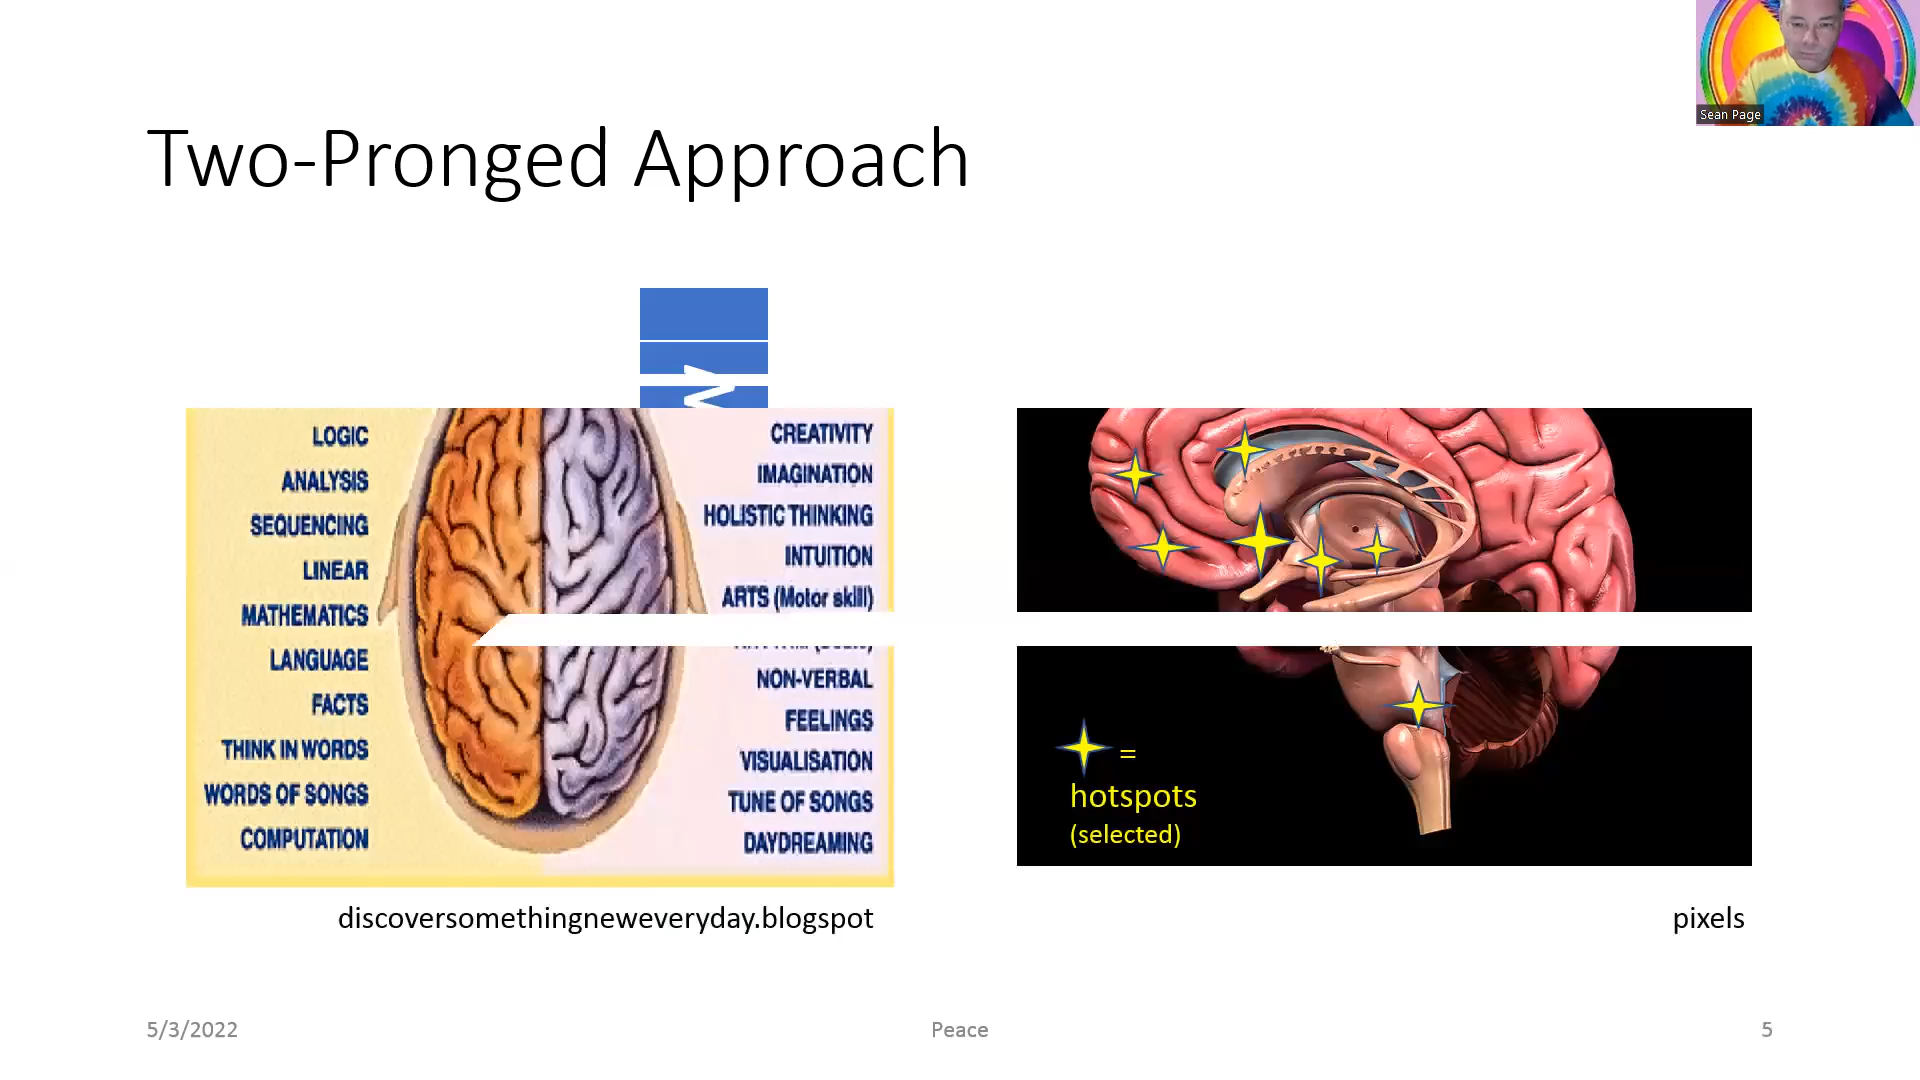 Sean Page
Two-Pronged Approach
LOGIC
ANALYSIS
SEQUENCING
LINEAR
MATHEMATICS
LANGUAGE
FACTS
THINK IN WORDS
WORDS OF SONGS
COMPUTATION
CREATIVITY
IMAGINATION
HOLISTIC THINKING
INTUITION
ARTS (Motor skill)
NON-VERBAL
FEELINGS
VISUALISATION
TUNE OF SONGS
DAYDREAMING
=
hotspots
(selected)
discoversomethingneweveryday.blogspot
pixels
5/3/2022
Peace
5